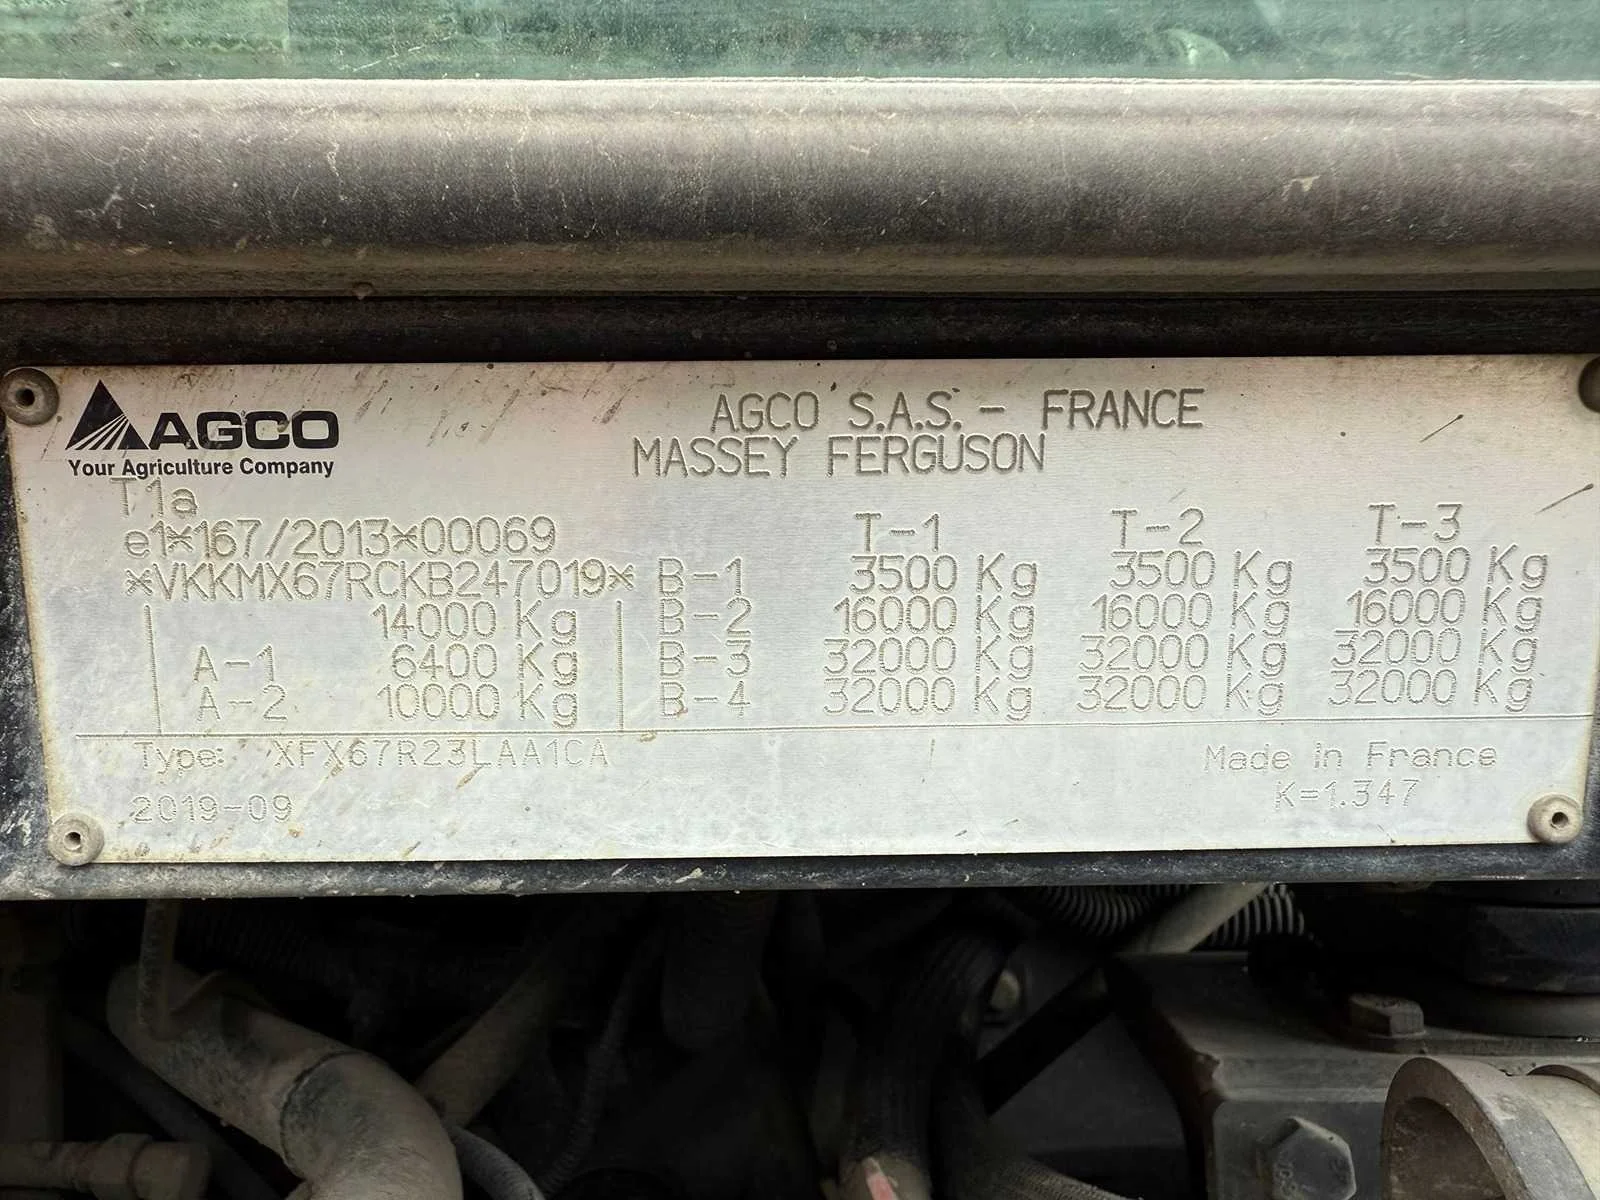 AGCO
Your Agriculture Company
AGCO S.A.S. - FRANCE
MASSEY FERGUSON
T1a
e1*167/2013*00069
*VKKMX67RCKB247019*
14000 Kg
A-1 6400 Kg
A-2 10000 Kg
T-1 T-2 T-3
B-1 3500 Kg 3500 Kg 3500 Kg
B-2 16000 Kg 16000 Kg 16000 Kg
B-3 32000 Kg 32000 Kg 32000 Kg
B-4 32000 Kg 32000 Kg 32000 Kg
Type: XFX67R23LAA1CA
2019-09
Made in France
K=1.347